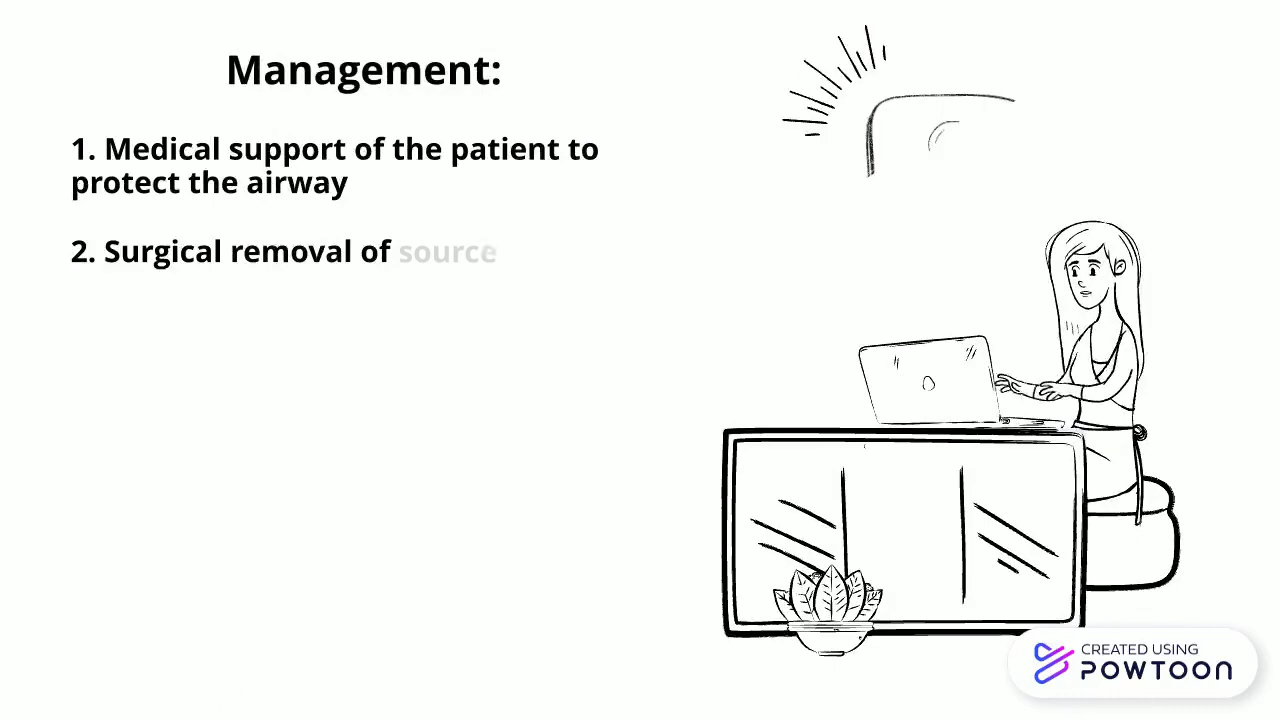 Management:
1. Medical support of the patient to
protect the airway
2. Surgical removal of source
CREATED USING
POWTOON